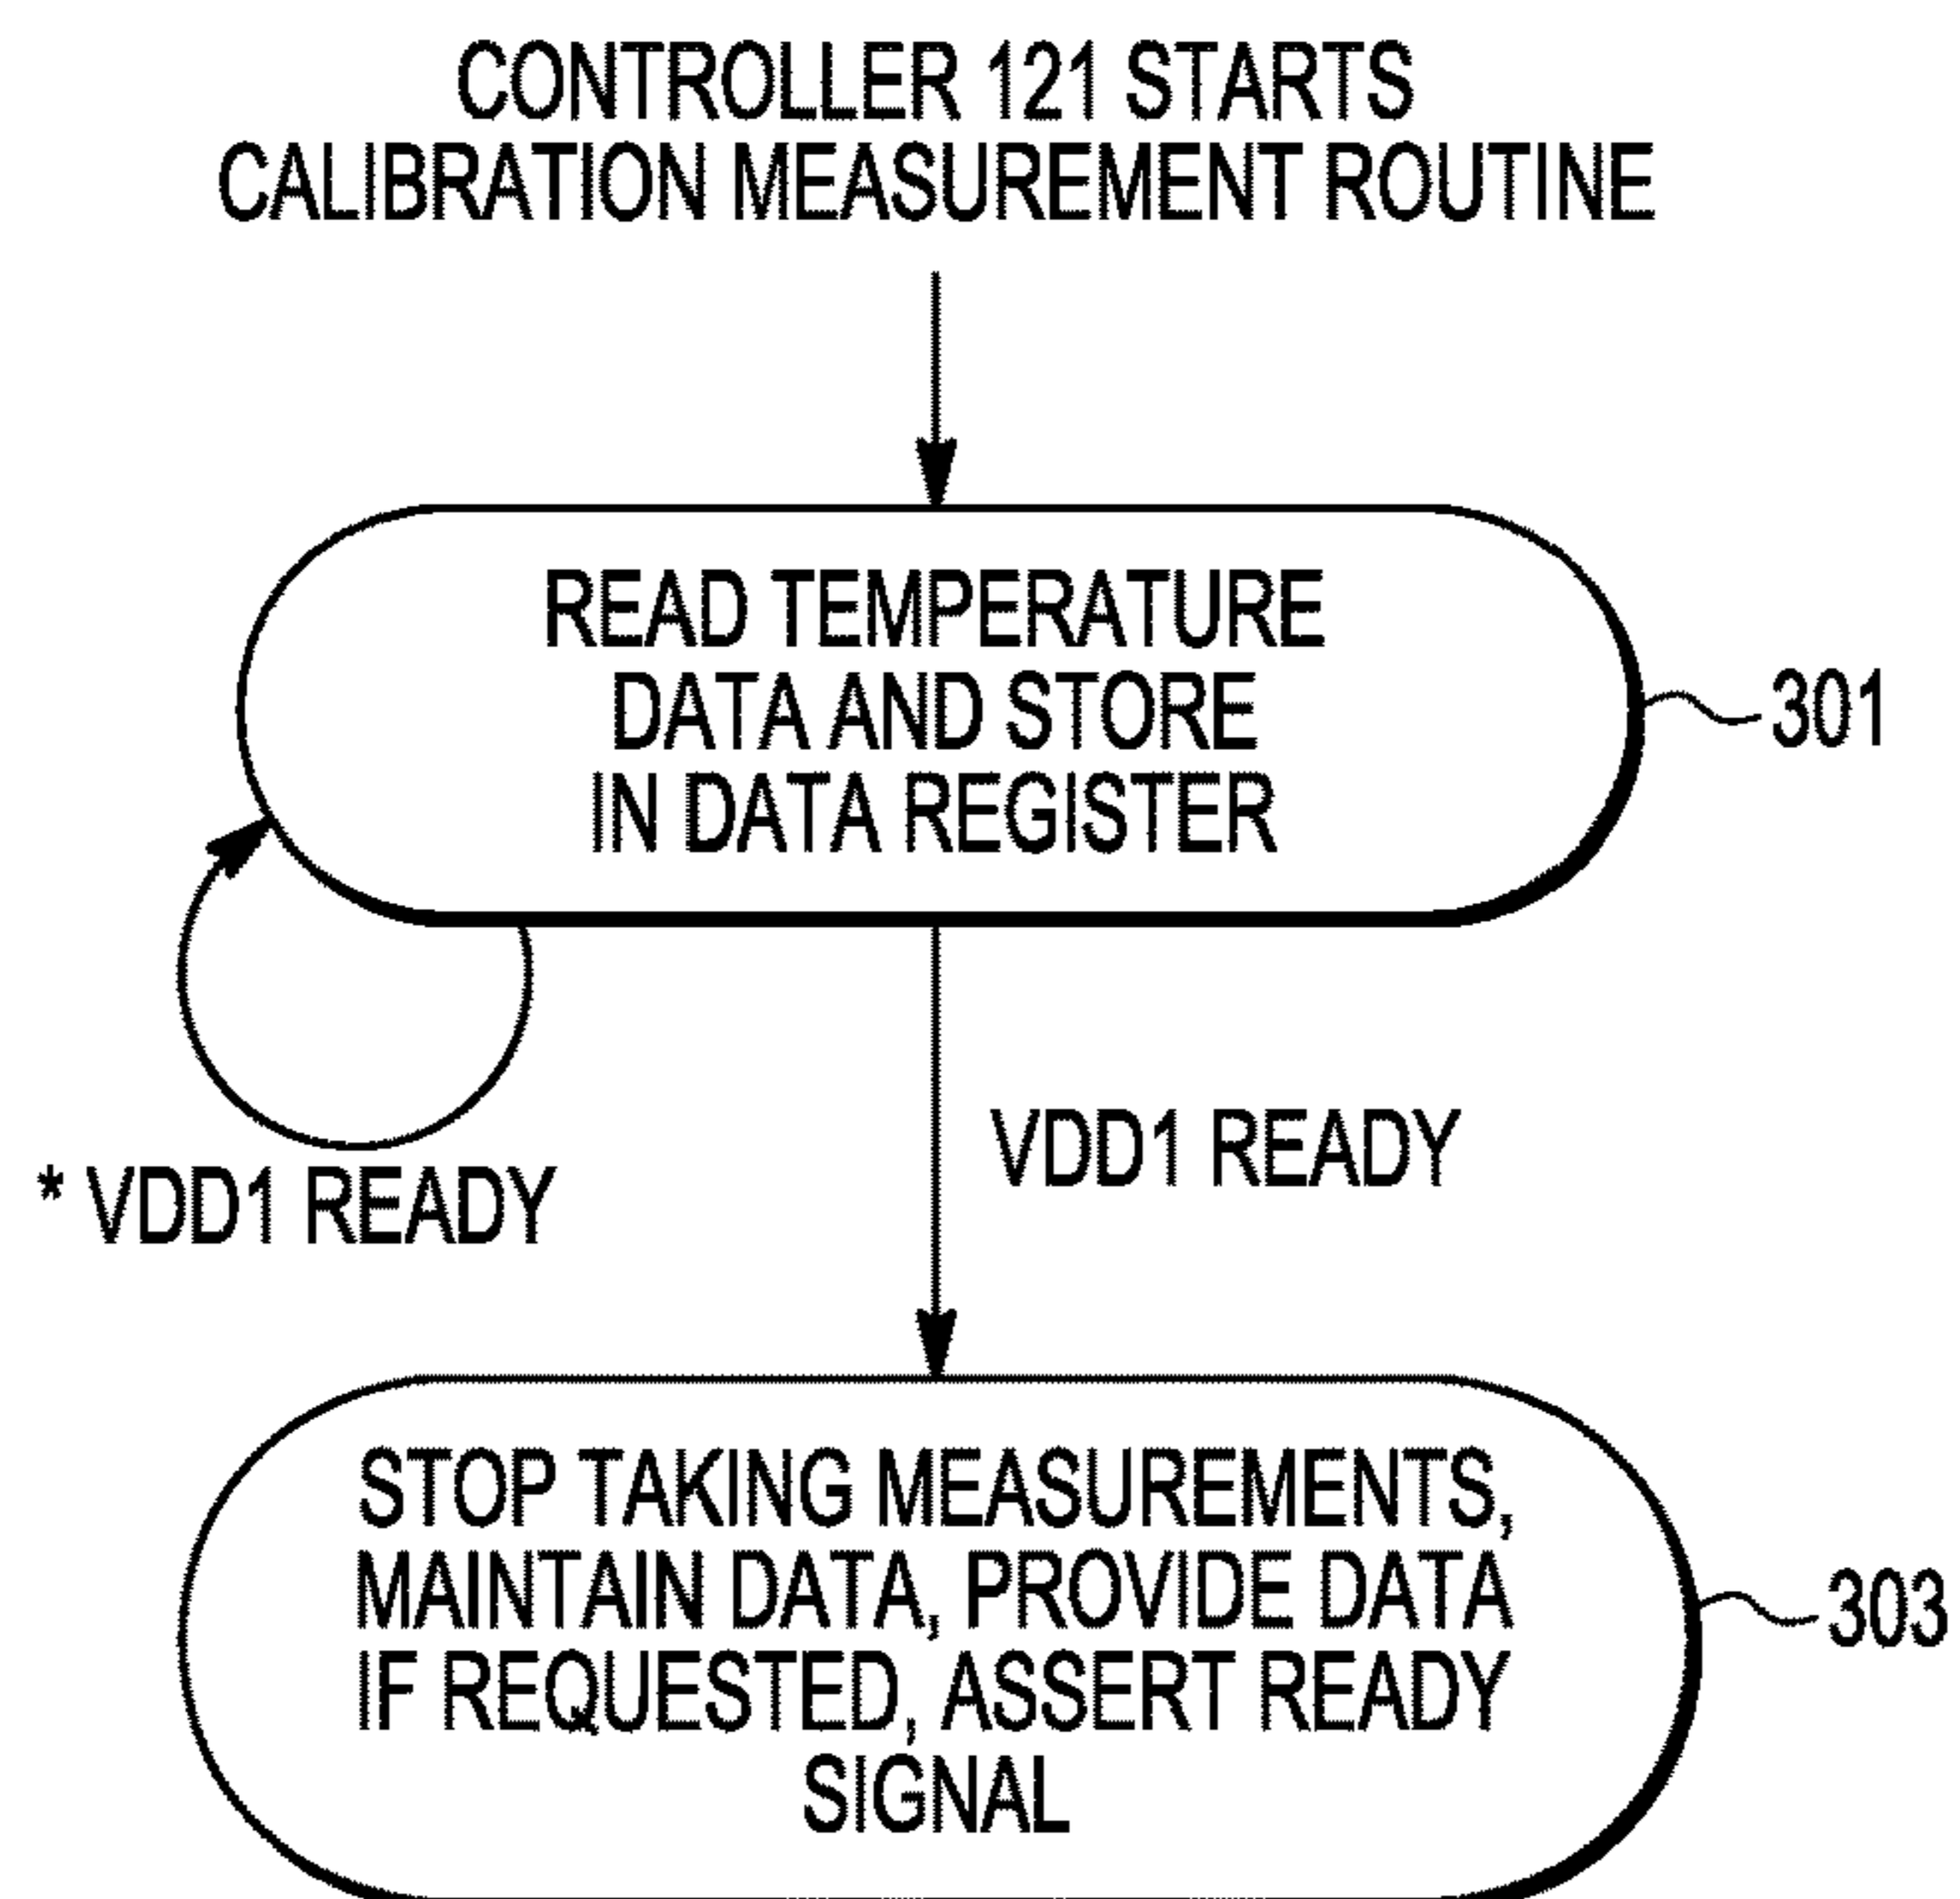 CONTROLLER 121 STARTS
CALIBRATION MEASUREMENT ROUTINE
READ TEMPERATURE
DATA AND STORE
IN DATA REGISTER
301
VDD1 READY
* VDD1 READY
STOP TAKING MEASUREMENTS,
MAINTAIN DATA, PROVIDE DATA
IF REQUESTED, ASSERT READY
SIGNAL
303